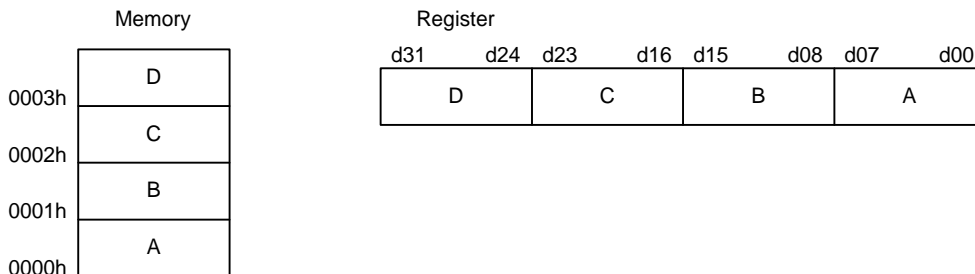 Memory Register
d31 d24 d23 d16 d15 d08 d07 d00
D D C B A
0003h
C
0002h
B
0001h
A
0000h